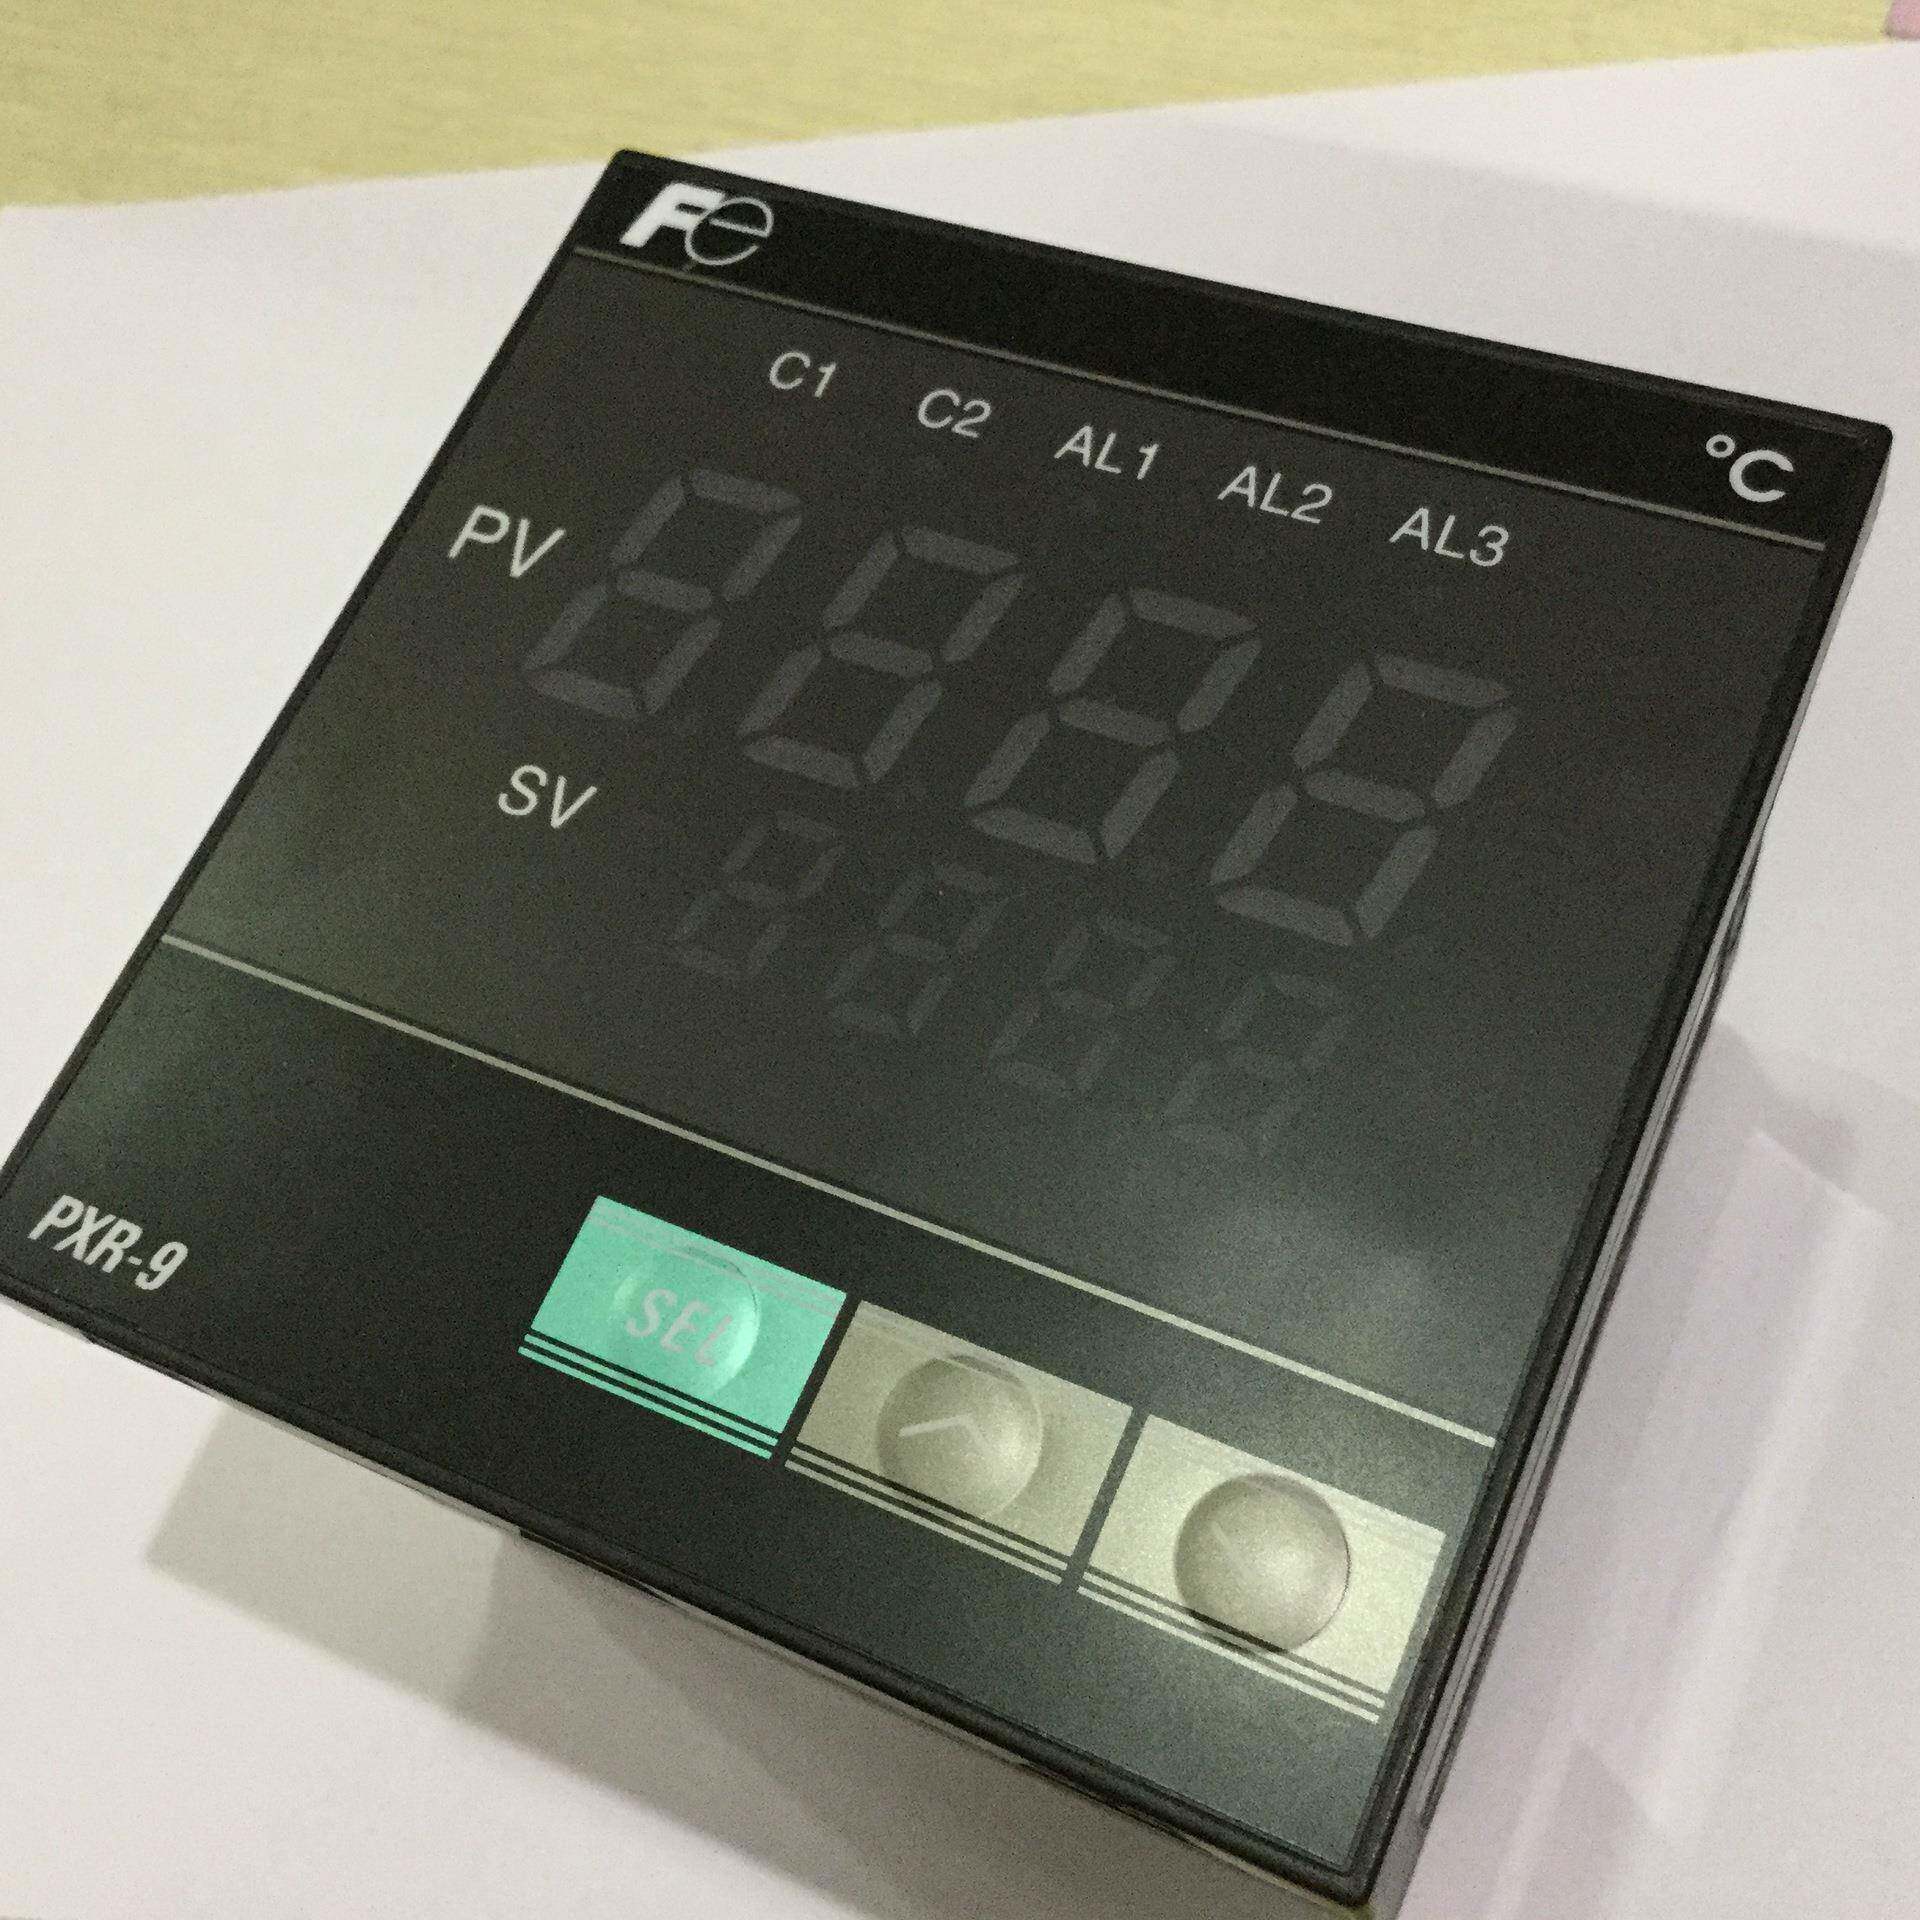 Fe
°C
C1 C2 AL1 AL2 AL3
PV
SV
PXR-9
SEL